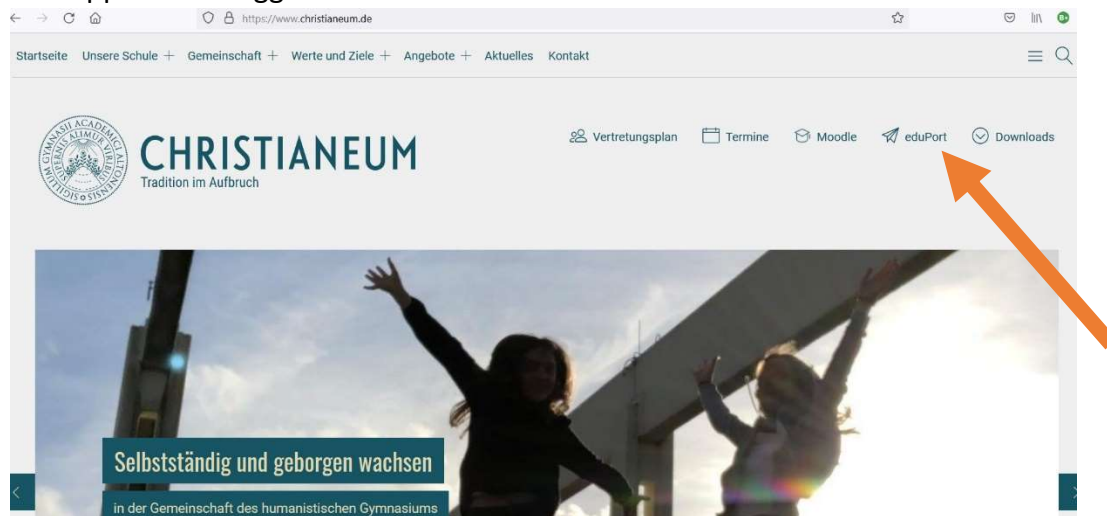 https://www.christianeum.de
Startseite Unsere Schule + Gemeinschaft + Werte und Ziele + Angebote + Aktuelles Kontakt
Vertretungsplan Termine Moodle eduPort Downloads
CHRISTIANEUM
Tradition im Aufbruch
Selbstständig und geborgen wachsen
in der Gemeinschaft des humanistischen Gymnasiums